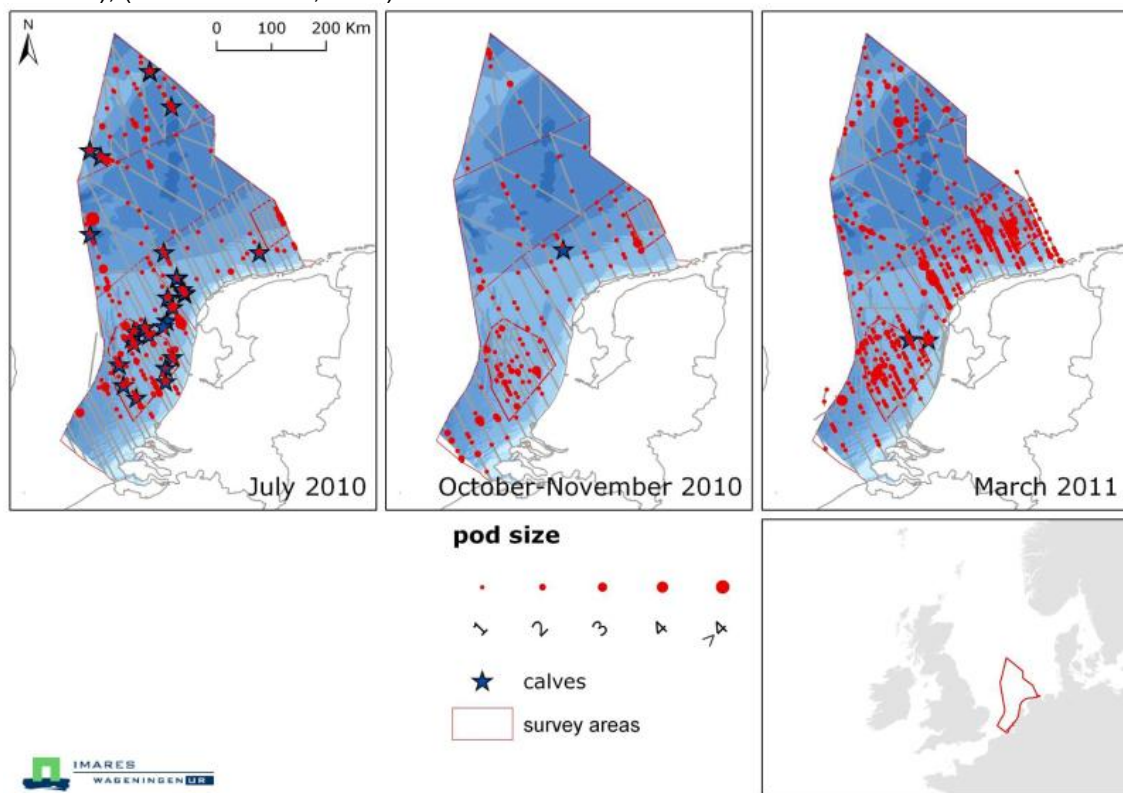 N
0 100 200 Km
July 2010
October-November 2010
March 2011
pod size
1 2 3 4 >4
calves
survey areas
IMARES
WAGENINGEN UR